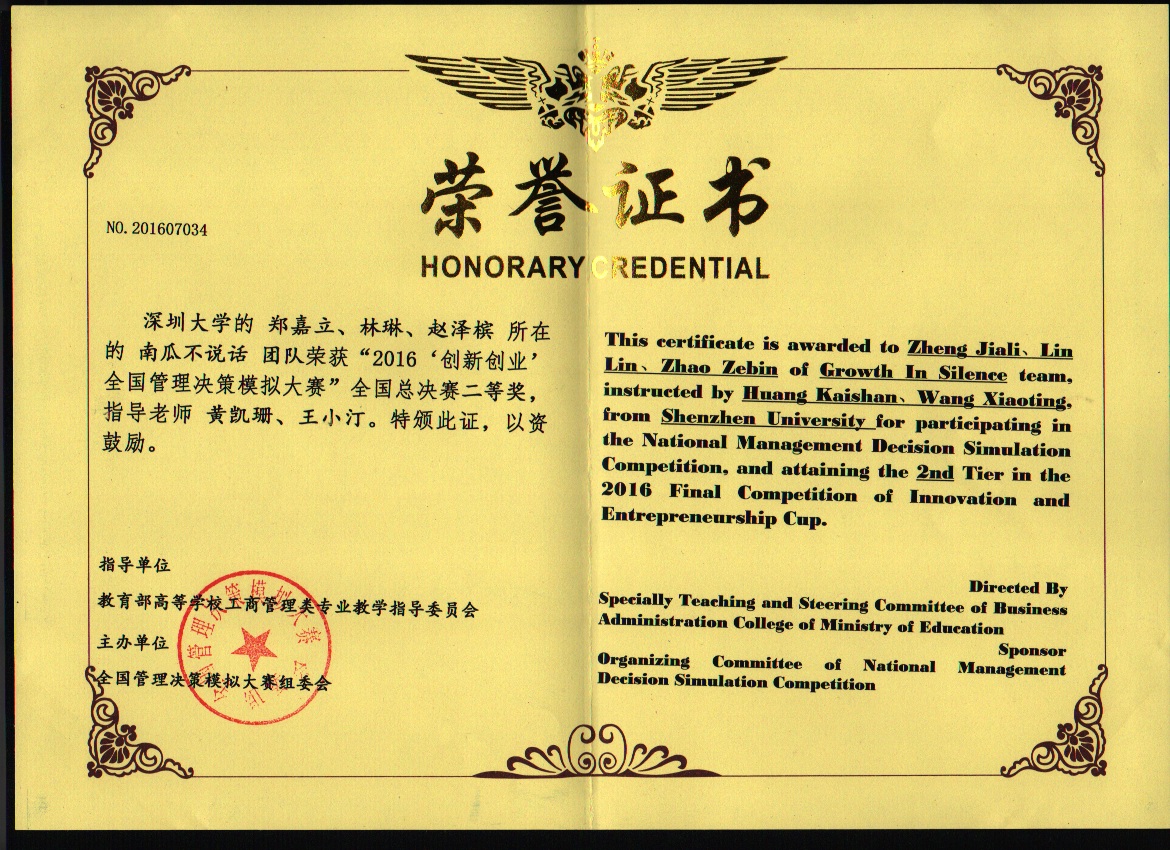 荣誉证书
HONORARY CREDENTIAL
NO.201607034
深圳大学的 郑嘉立、林琳、赵泽槟 所在
的 南瓜不说话 团队荣获“2016 ‘创新创业’
全国管理决策模拟大赛”全国总决赛二等奖，
指导老师 黄凯珊、王小汀。特颁此证，以资
鼓励。
指导单位
教育部高等学校工商管理类专业教学指导委员会
主办单位
全国管理决策模拟大赛组委会
This certificate is awarded to Zheng Jiali、Lin
Lin、Zhao Zebin of Growth In Silence team,
instructed by Huang Kaishan、Wang Xiaoting,
from Shenzhen University for participating in
the National Management Decision Simulation
Competition, and attaining the 2nd Tier in the
2016 Final Competition of Innovation and
Entrepreneurship Cup.
Directed By
Specially Teaching and Steering Committee of Business
Administration College of Ministry of Education
Sponsor
Organizing Committee of National Management
Decision Simulation Competition